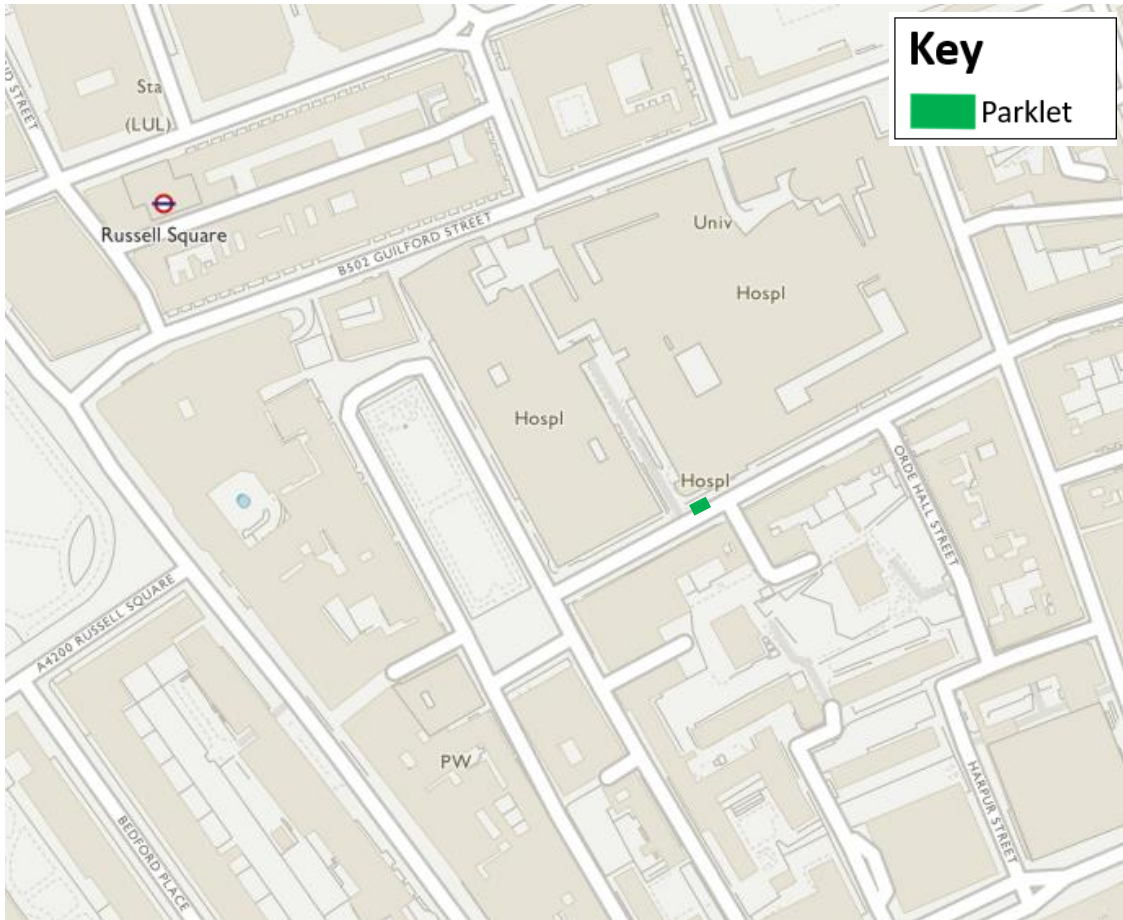 Key
Parklet
Sta
(LUL)
Russell Square
B502 GUILFORD STREET
Univ
Hospl
Hospl
Hospl
ORDE HALL STREET
A4200 RUSSELL SQUARE
PW
BEDFORD PLACE
HARPUR STREET
STREET